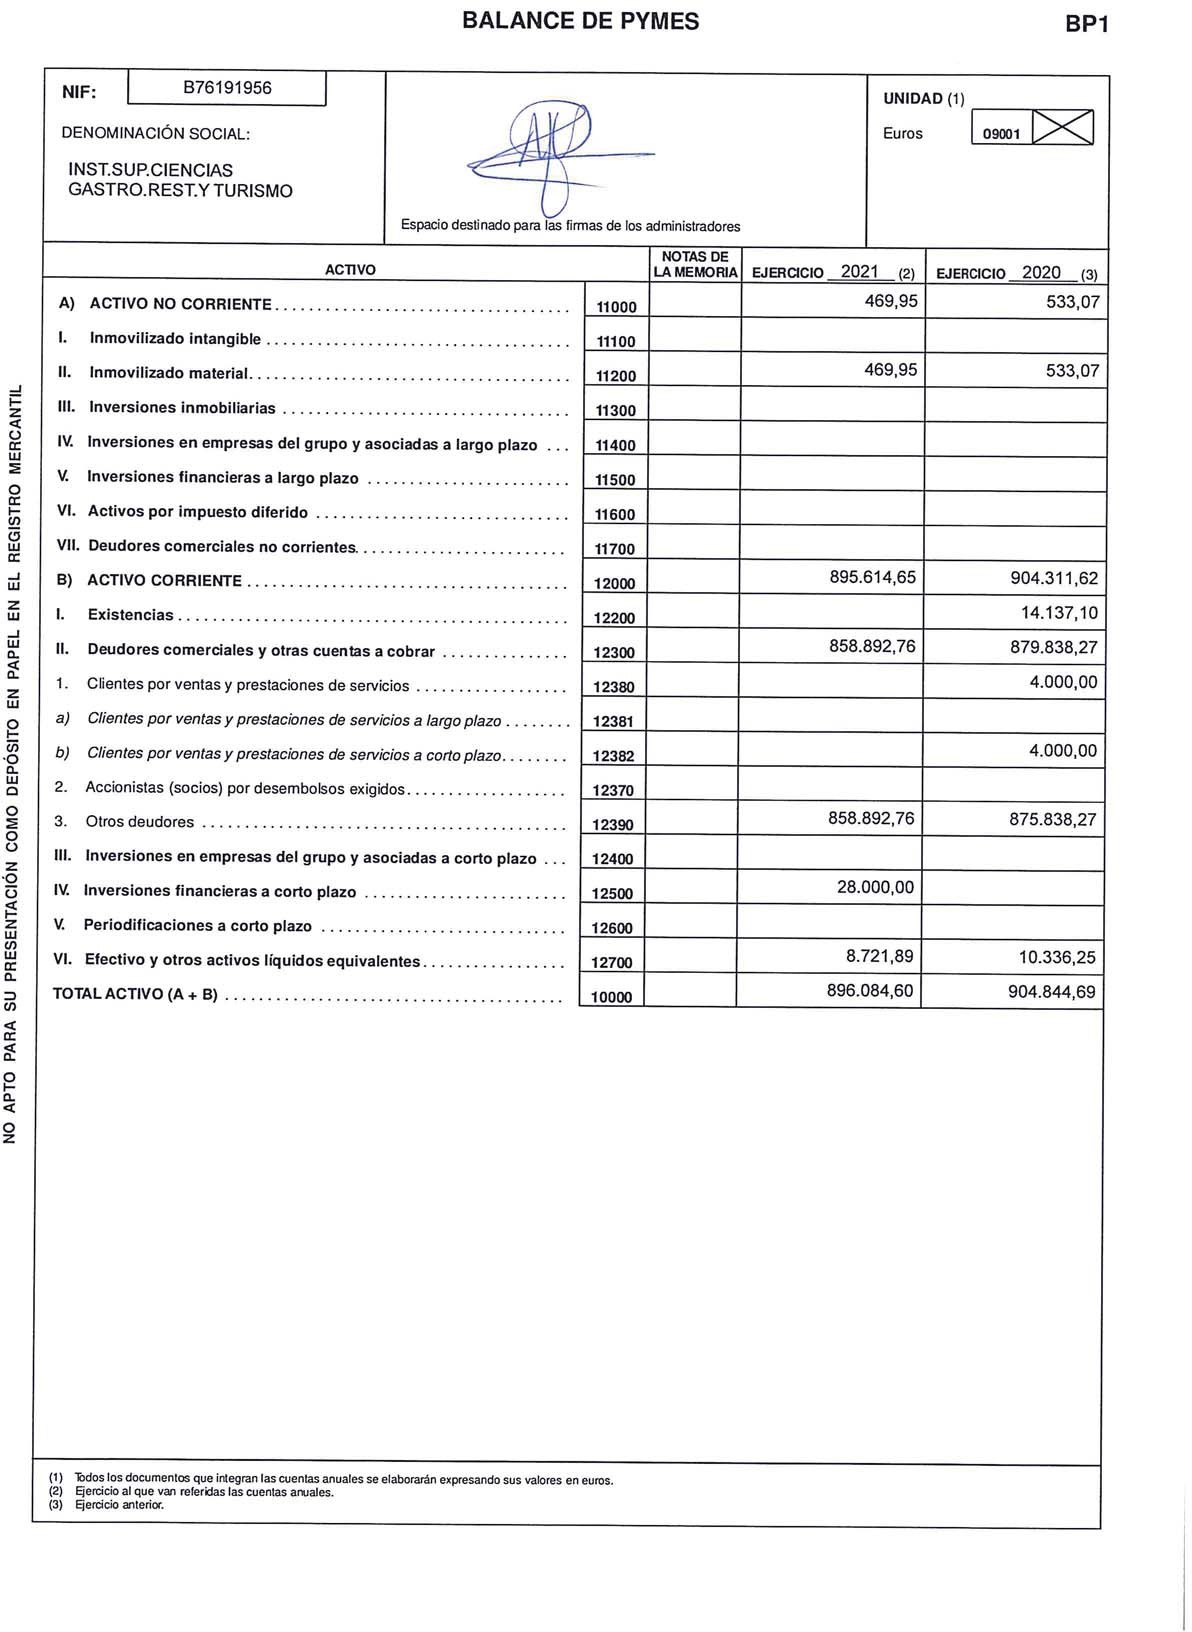 BALANCE DE PYMES
BP1
NIF: B76191956
DENOMINACIÓN SOCIAL:
INST.SUP.CIENCIAS
GASTRO.REST.Y TURISMO
Espacio destinado para las firmas de los administradores
UNIDAD (1)
Euros 09001
ACTIVO NOTAS DE LA MEMORIA EJERCICIO 2021 (2) EJERCICIO 2020 (3)
A) ACTIVO NO CORRIENTE 11000 469,95 533,07
I. Inmovilizado intangible 11100
II. Inmovilizado material 11200 469,95 533,07
III. Inversiones inmobiliarias 11300
IV. Inversiones en empresas del grupo y asociadas a largo plazo 11400
V. Inversiones financieras a largo plazo 11500
VI. Activos por impuesto diferido 11600
VII. Deudores comerciales no corrientes 11700
B) ACTIVO CORRIENTE 12000 895.614,65 904.311,62
I. Existencias 12200 14.137,10
II. Deudores comerciales y otras cuentas a cobrar 12300 858.892,76 879.838,27
1. Clientes por ventas y prestaciones de servicios 12380 4.000,00
a) Clientes por ventas y prestaciones de servicios a largo plazo 12381
b) Clientes por ventas y prestaciones de servicios a corto plazo 12382 4.000,00
2. Accionistas (socios) por desembolsos exigidos 12370
3. Otros deudores 12390 858.892,76 875.838,27
III. Inversiones en empresas del grupo y asociadas a corto plazo 12400
IV. Inversiones financieras a corto plazo 12500 28.000,00
V. Periodificaciones a corto plazo 12600
VI. Efectivo y otros activos líquidos equivalentes 12700 8.721,89 10.336,25
TOTAL ACTIVO (A + B) 10000 896.084,60 904.844,69
NO APTO PARA SU PRESENTACIÓN COMO DEPÓSITO EN PAPEL EN EL REGISTRO MERCANTIL
(1) Todos los documentos que integran las cuentas anuales se elaborarán expresando sus valores en euros.
(2) Ejercicio al que van referidas las cuentas anuales.
(3) Ejercicio anterior.